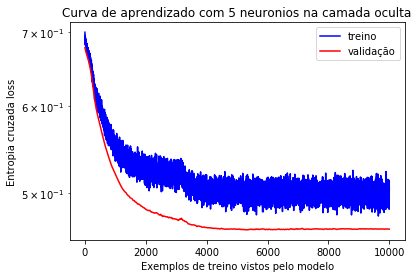 Curva de aprendizado com 5 neuronios na camada oculta
treino
validação
Entropia cruzada loss
7 × 10⁻¹
6 × 10⁻¹
5 × 10⁻¹
0 2000 4000 6000 8000 10000
Exemplos de treino vistos pelo modelo